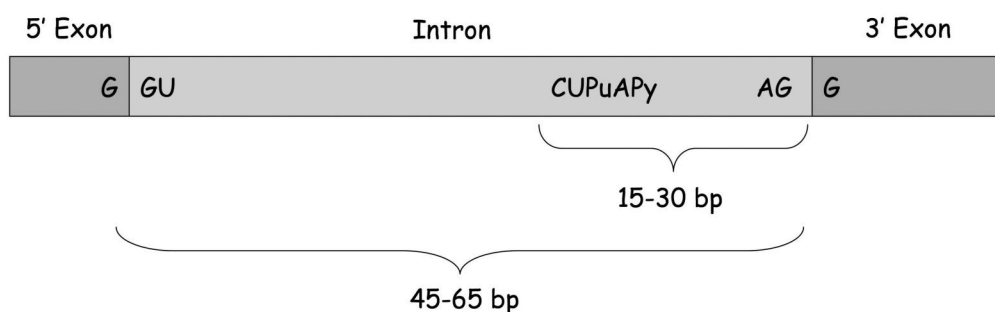 5' Exon Intron 3' Exon
G GU CUPuAPy AG G
15-30 bp
45-65 bp